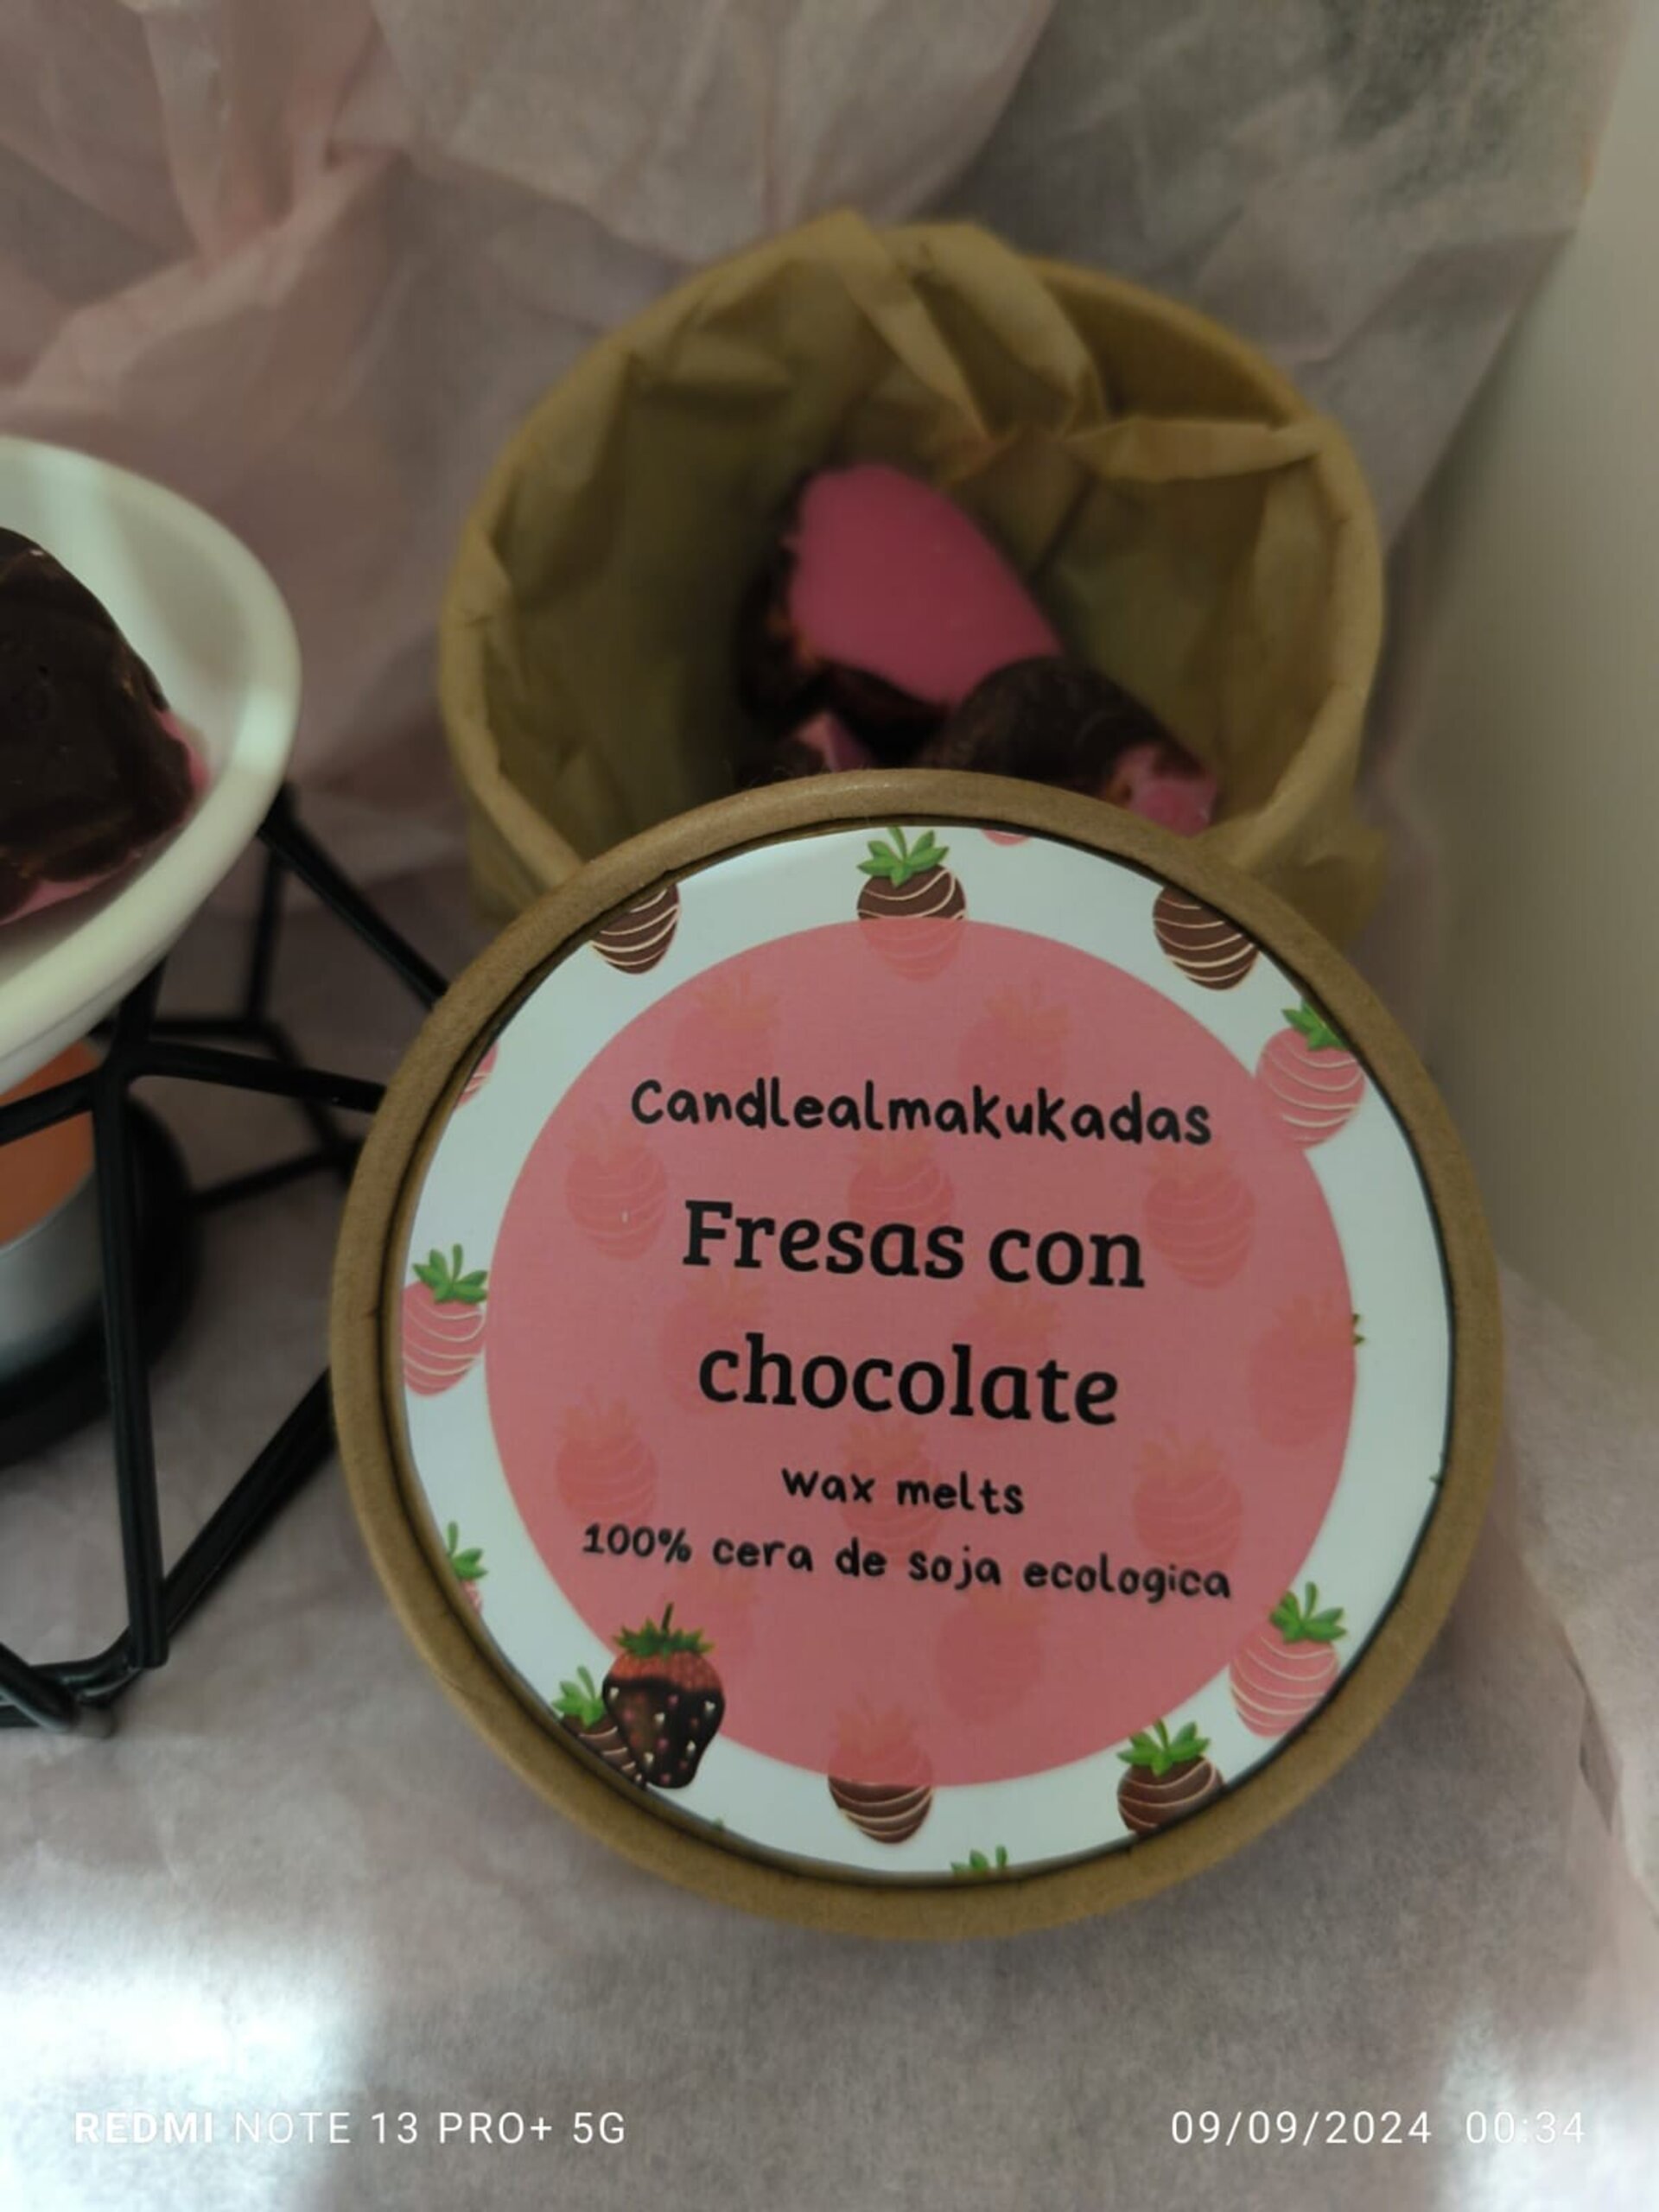 Candlealmakukadas
Fresas con
chocolate
wax melts
100% cera de soja ecologica
REDMI NOTE 13 PRO+ 5G
09/09/2024 00:34